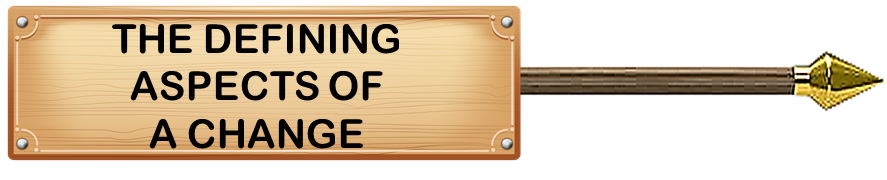 THE DEFINING
ASPECTS OF
A CHANGE